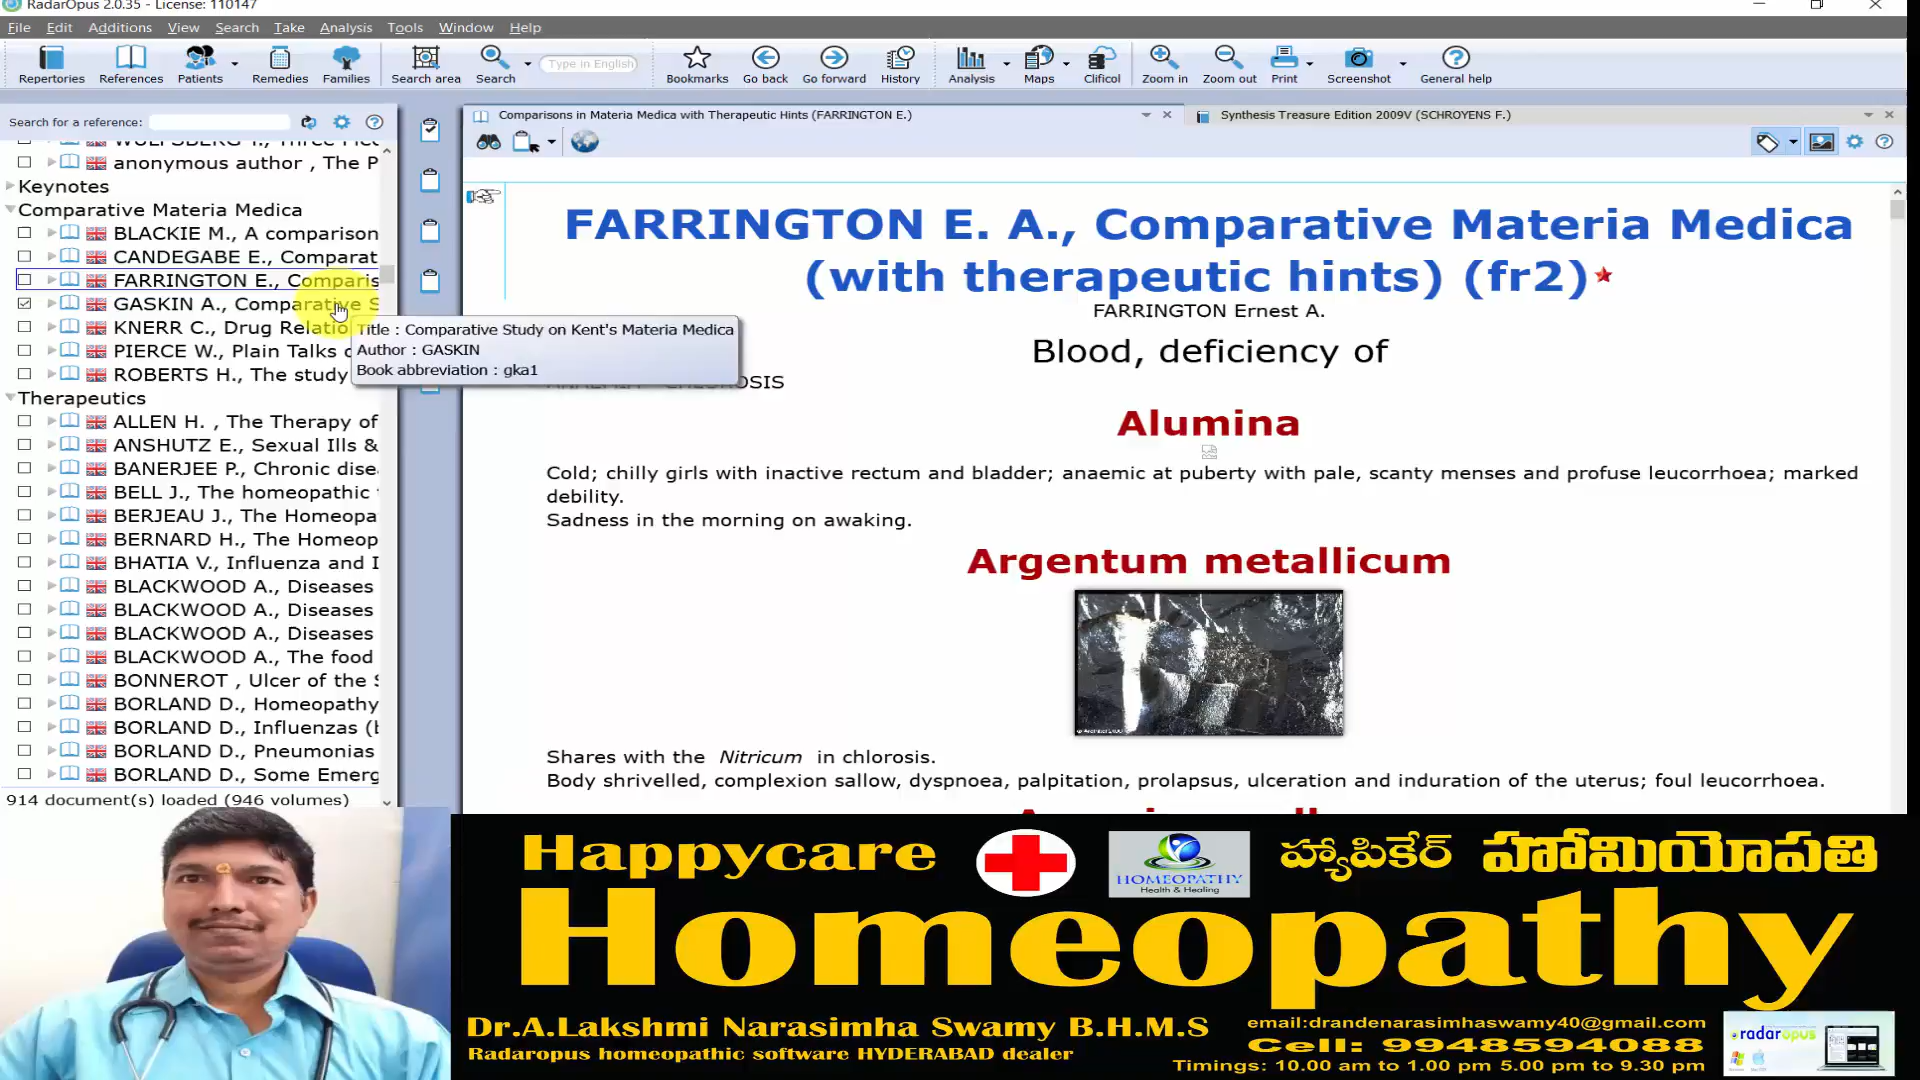 RadarOpus 2.0.35 - License: 110147
File Edit Additions View Search Take Analysis Tools Window Help
Repertories References Patients Remedies Families Search area Search Type in English Bookmarks Go back Go forward History Analysis Maps Clificol Zoom in Zoom out Print Screenshot General help
Search for a reference:
anonymous author , The P
Keynotes
Comparative Materia Medica
BLACKIE M., A comparison
CANDEGABE E., Comparat
FARRINGTON E., Comparis
GASKIN A., Comparative S
KNERR C., Drug Relatio
PIERCE W., Plain Talks
ROBERTS H., The study
Therapeutics
ALLEN H. , The Therapy of
ANSHUTZ E., Sexual Ills &
BANERJEE P., Chronic dise
BELL J., The homeopathic
BERJEAU J., The Homeopa
BERNARD H., The Homeop
BHATIA V., Influenza and I
BLACKWOOD A., Diseases
BLACKWOOD A., Diseases
BLACKWOOD A., Diseases
BLACKWOOD A., The food
BONNEROT , Ulcer of the S
BORLAND D., Homeopathy
BORLAND D., Influenzas (b
BORLAND D., Pneumonias
BORLAND D., Some Emerg
914 document(s) loaded (946 volumes)
Title : Comparative Study on Kent's Materia Medica
Author : GASKIN
Book abbreviation : gka1
Comparisons in Materia Medica with Therapeutic Hints (FARRINGTON E.)
Synthesis Treasure Edition 2009V (SCHROYENS F.)
FARRINGTON E. A., Comparative Materia Medica
(with therapeutic hints) (fr2)
FARRINGTON Ernest A.
Blood, deficiency of
Alumina
Cold; chilly girls with inactive rectum and bladder; anaemic at puberty with pale, scanty menses and profuse leucorrhoea; marked
debility.
Sadness in the morning on awaking.
Argentum metallicum
Shares with the Nitricum in chlorosis.
Body shrivelled, complexion sallow, dyspnoea, palpitation, prolapsus, ulceration and induration of the uterus; foul leucorrhoea.
Happycare
HOMEOPATHY
Health & Healing
హ్యాపికేర్ హోమియోపతి
Homeopathy
Dr.A.Lakshmi Narasimha Swamy B.H.M.S
Radaropus homeopathic software HYDERABAD dealer
email:drandenarasimhaswamy40@gmail.com
Cell: 9948594088
Timings: 10.00 am to 1.00 pm 5.00 pm to 9.30 pm
radaropus